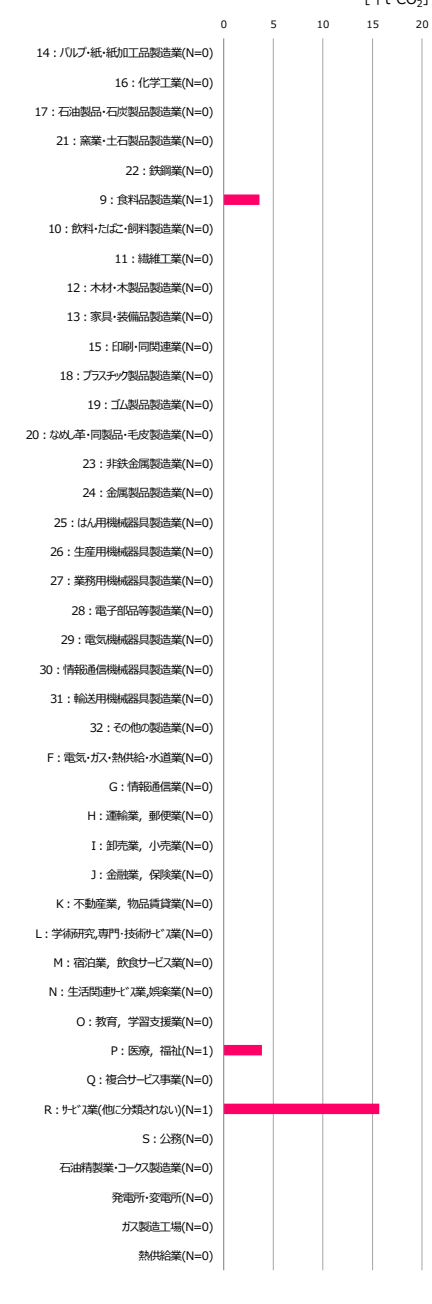 [千t-CO₂]
0 5 10 15 20
14：パルプ・紙・紙加工品製造業(N=0)
16：化学工業(N=0)
17：石油製品・石炭製品製造業(N=0)
21：窯業・土石製品製造業(N=0)
22：鉄鋼業(N=0)
9：食料品製造業(N=1)
10：飲料・たばこ・飼料製造業(N=0)
11：繊維工業(N=0)
12：木材・木製品製造業(N=0)
13：家具・装備品製造業(N=0)
15：印刷・同関連業(N=0)
18：プラスチック製品製造業(N=0)
19：ゴム製品製造業(N=0)
20：なめし革・同製品・毛皮製造業(N=0)
23：非鉄金属製造業(N=0)
24：金属製品製造業(N=0)
25：はん用機械器具製造業(N=0)
26：生産用機械器具製造業(N=0)
27：業務用機械器具製造業(N=0)
28：電子部品等製造業(N=0)
29：電気機械器具製造業(N=0)
30：情報通信機械器具製造業(N=0)
31：輸送用機械器具製造業(N=0)
32：その他の製造業(N=0)
F：電気・ガス・熱供給・水道業(N=0)
G：情報通信業(N=0)
H：運輸業，郵便業(N=0)
I：卸売業，小売業(N=0)
J：金融業，保険業(N=0)
K：不動産業，物品賃貸業(N=0)
L：学術研究,専門・技術ｻｰﾋﾞｽ業(N=0)
M：宿泊業，飲食サービス業(N=0)
N：生活関連ｻｰﾋﾞｽ業,娯楽業(N=0)
O：教育，学習支援業(N=0)
P：医療，福祉(N=1)
Q：複合サービス事業(N=0)
R：ｻｰﾋﾞｽ業(他に分類されない)(N=1)
S：公務(N=0)
石油精製業・コークス製造業(N=0)
発電所・変電所(N=0)
ガス製造工場(N=0)
熱供給業(N=0)